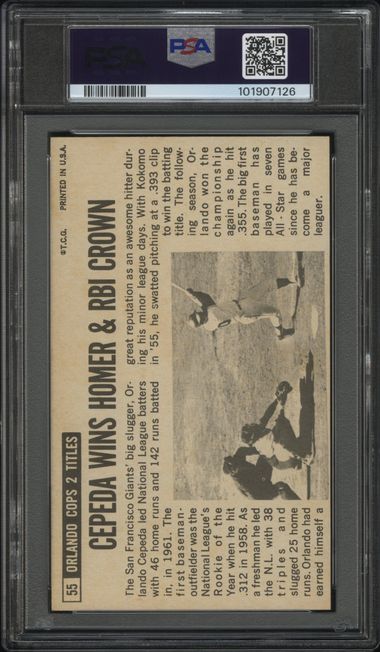 PSA
PSA
101907126
55 ORLANDO COPS 2 TITLES
©T.C.G. PRINTED IN U.S.A.
CEPEDA WINS HOMER & RBI CROWN
The San Francisco Giants' big slugger, Or-
lando Cepeda led National League batters
with 46 home runs and 142 runs batted
in, in 1961. The
first baseman-
outfielder was the
National League's
Rookie of the
Year when he hit
.312 in 1958. As
a freshman he led
the N.L. with 38
triples and
slugged 25 home
runs. Orlando had
earned himself a
great reputation as an awesome hitter dur-
ing his minor league days. With Kokomo
in '55, he swatted pitching at a .393 clip
to win the batting
title. The follow-
ing season, Or-
lando won the
championship
again as he hit
.355. The big first
baseman has
played in seven
All-Star games
since he has be-
come a major
leaguer.